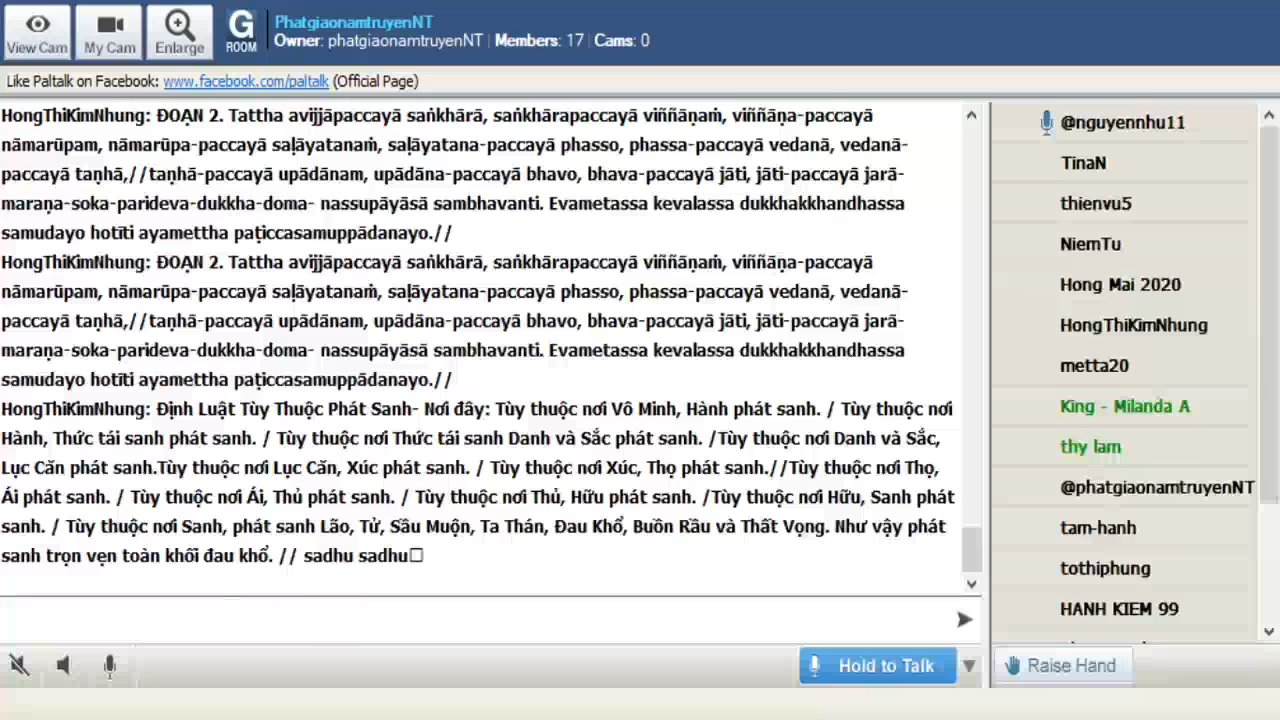 View Cam
My Cam
Enlarge
G
ROOM
PhatgiaonamtruyenNT
Owner: phatgiaonamtruyenNT | Members: 17 | Cams: 0
Like Paltalk on Facebook: www.facebook.com/paltalk (Official Page)
HongThiKimNhung: ĐOẠN 2. Tattha avijjāpaccayā saṅkhārā, saṅkhārapaccayā viññāṇaṁ, viññāṇa-paccayā
nāmarūpam, nāmarūpa-paccayā saḷāyatanaṁ, saḷāyatana-paccayā phasso, phassa-paccayā vedanā, vedanā-
paccayā taṇhā,//taṇhā-paccayā upādānam, upādāna-paccayā bhavo, bhava-paccayā jāti, jāti-paccayā jarā-
maraṇa-soka-parideva-dukkha-doma- nassupāyāsā sambhavanti. Evametassa kevalassa dukkhakkhandhassa
samudayo hotīti ayamettha paṭiccasamuppādanayo.//
HongThiKimNhung: ĐOẠN 2. Tattha avijjāpaccayā saṅkhārā, saṅkhārapaccayā viññāṇaṁ, viññāṇa-paccayā
nāmarūpam, nāmarūpa-paccayā saḷāyatanaṁ, saḷāyatana-paccayā phasso, phassa-paccayā vedanā, vedanā-
paccayā taṇhā,//taṇhā-paccayā upādānam, upādāna-paccayā bhavo, bhava-paccayā jāti, jāti-paccayā jarā-
maraṇa-soka-parideva-dukkha-doma- nassupāyāsā sambhavanti. Evametassa kevalassa dukkhakkhandhassa
samudayo hotīti ayamettha paṭiccasamuppādanayo.//
HongThiKimNhung: Định Luật Tùy Thuộc Phát Sanh- Nơi đây: Tùy thuộc nơi Vô Minh, Hành phát sanh. / Tùy thuộc nơi
Hành, Thức tái sanh phát sanh. / Tùy thuộc nơi Thức tái sanh Danh và Sắc phát sanh. /Tùy thuộc nơi Danh và Sắc,
Lục Căn phát sanh.Tùy thuộc nơi Lục Căn, Xúc phát sanh. / Tùy thuộc nơi Xúc, Thọ phát sanh.//Tùy thuộc nơi Thọ,
Ái phát sanh. / Tùy thuộc nơi Ái, Thủ phát sanh. / Tùy thuộc nơi Thủ, Hữu phát sanh. /Tùy thuộc nơi Hữu, Sanh phát
sanh. / Tùy thuộc nơi Sanh, phát sanh Lão, Tử, Sầu Muộn, Ta Thán, Đau Khổ, Buồn Rầu và Thất Vọng. Như vậy phát
sanh trọn vẹn toàn khối đau khổ. // sadhu sadhu
@nguyennhu11
TinaN
thienvu5
NiemTu
Hong Mai 2020
HongThiKimNhung
metta20
King - Milanda A
thy lam
@phatgiaonamtruyenNT
tam-hanh
tothiphung
HANH KIEM 99
Hold to Talk
Raise Hand